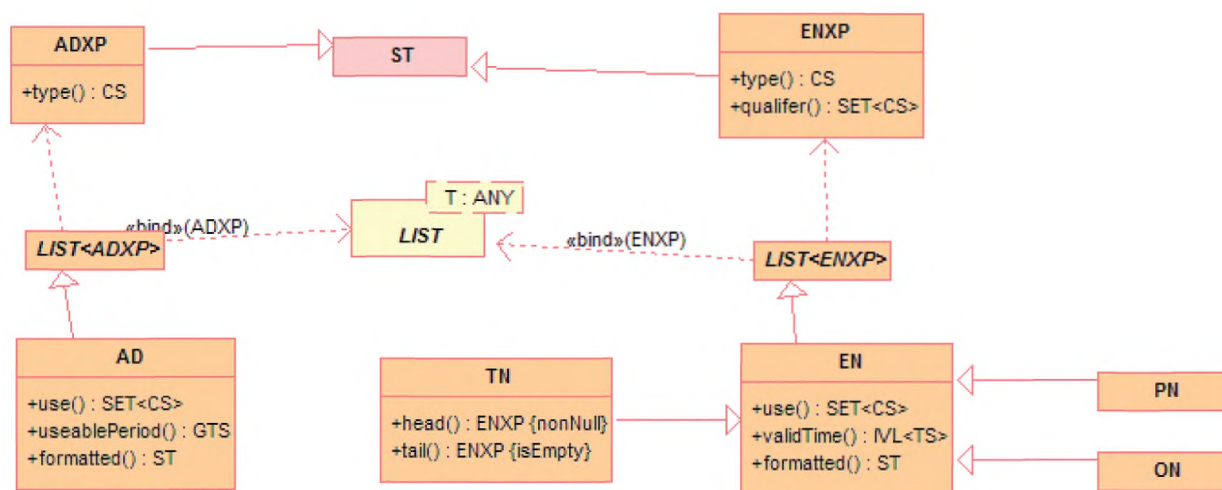 ADXP
+type() : CS
ST
ENXP
+type() : CS
+qualifer() : SET<CS>
T : ANY
LIST
«bind»(ADXP)
«bind»(ENXP)
LIST<ADXP>
LIST<ENXP>
AD
+use() : SET<CS>
+useablePeriod() : GTS
+formatted() : ST
TN
+head() : ENXP {nonNull}
+tail() : ENXP {isEmpty}
EN
+use() : SET<CS>
+validTime() : IVL<TS>
+formatted() : ST
PN
ON